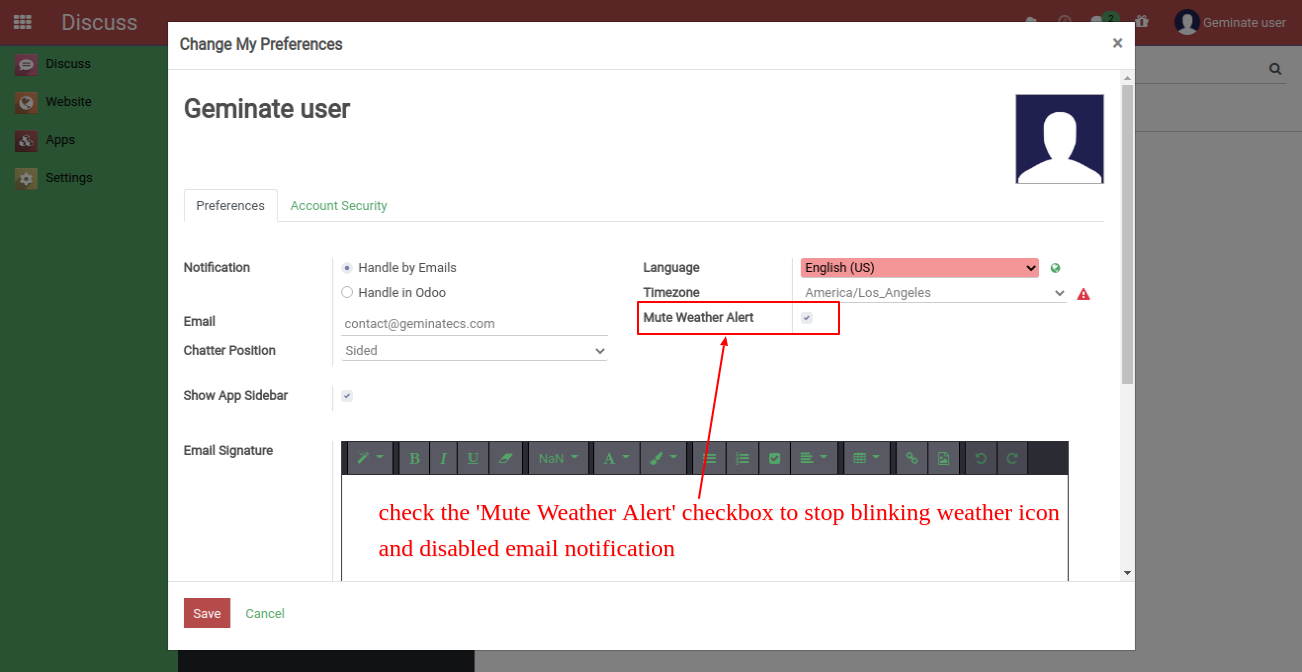 Discuss
2
Geminate user
Discuss
Website
Apps
Settings
Change My Preferences
×
Geminate user
Preferences
Account Security
Notification
Handle by Emails
Handle in Odoo
Email
contact@geminatecs.com
Chatter Position
Sided
Language
English (US)
Timezone
America/Los_Angeles
Mute Weather Alert
Show App Sidebar
Email Signature
B I U NaN A
check the 'Mute Weather Alert' checkbox to stop blinking weather icon
and disabled email notification
Save
Cancel